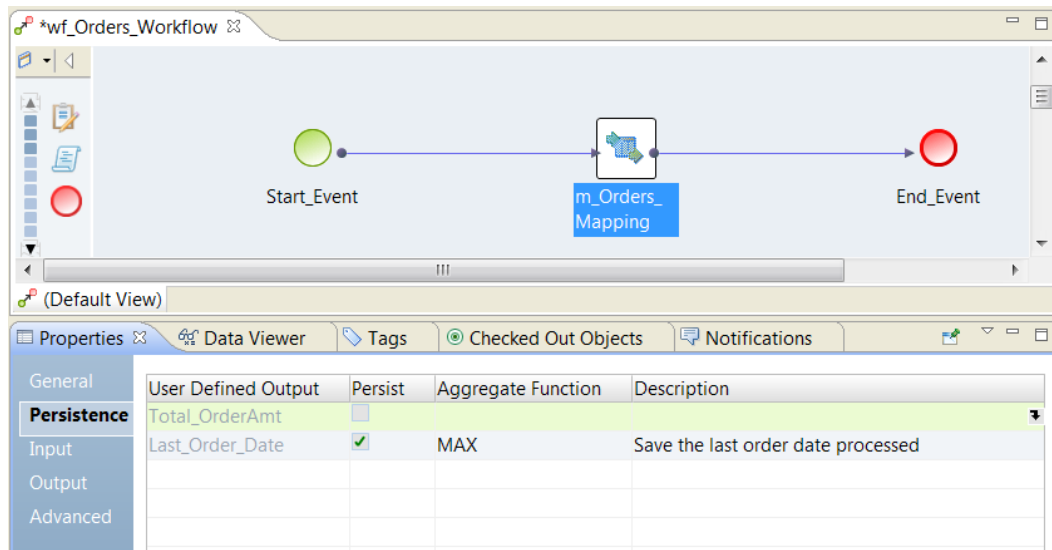 *wf_Orders_Workflow
Start_Event
m_Orders_
Mapping
End_Event
(Default View)
Properties Data Viewer Tags Checked Out Objects Notifications
General
Persistence
Input
Output
Advanced
User Defined Output Persist Aggregate Function Description
Total_OrderAmt
Last_Order_Date MAX Save the last order date processed